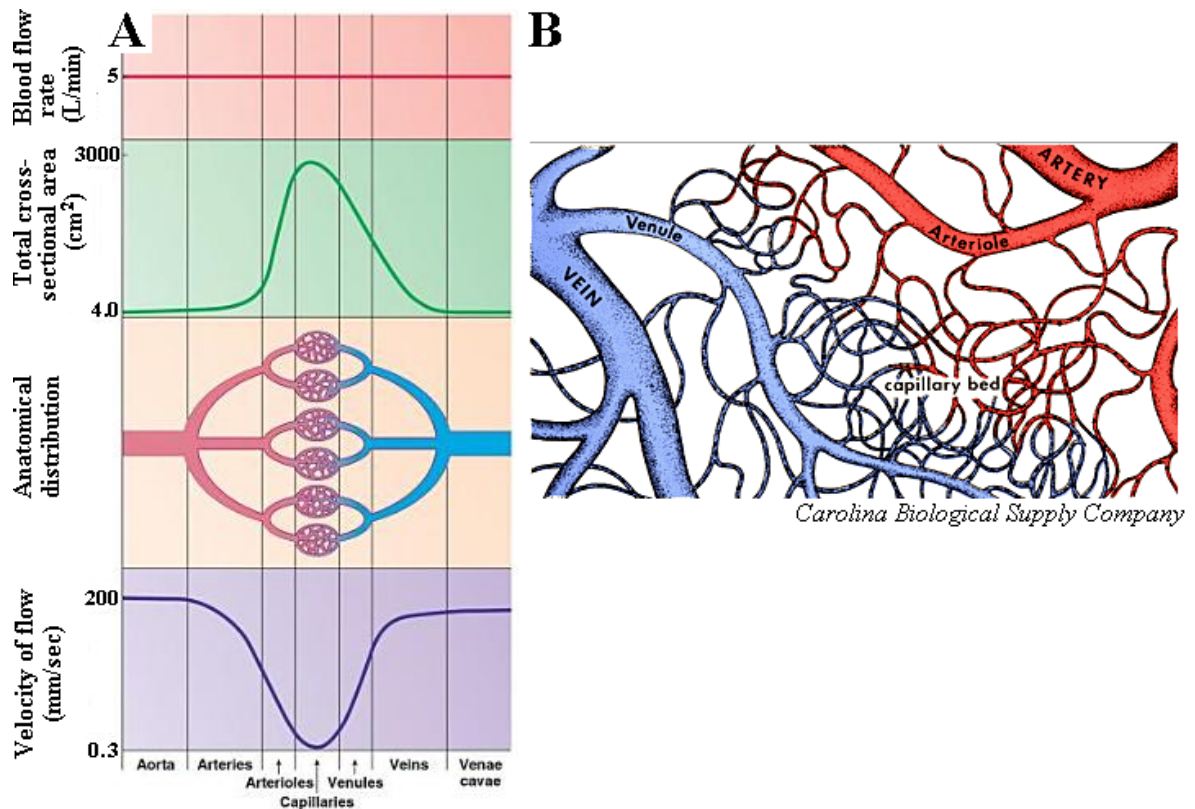 A
B
Blood flow
rate
(L/min)
5
Total cross-
sectional area
(cm²)
3000
4.0
Anatomical
distribution
Velocity of flow
(mm/sec)
200
0.3
Aorta
Arteries
Arterioles
Capillaries
Venules
Veins
Venae
cavae
ARTERY
Arteriole
Venule
VEIN
capillary bed
Carolina Biological Supply Company